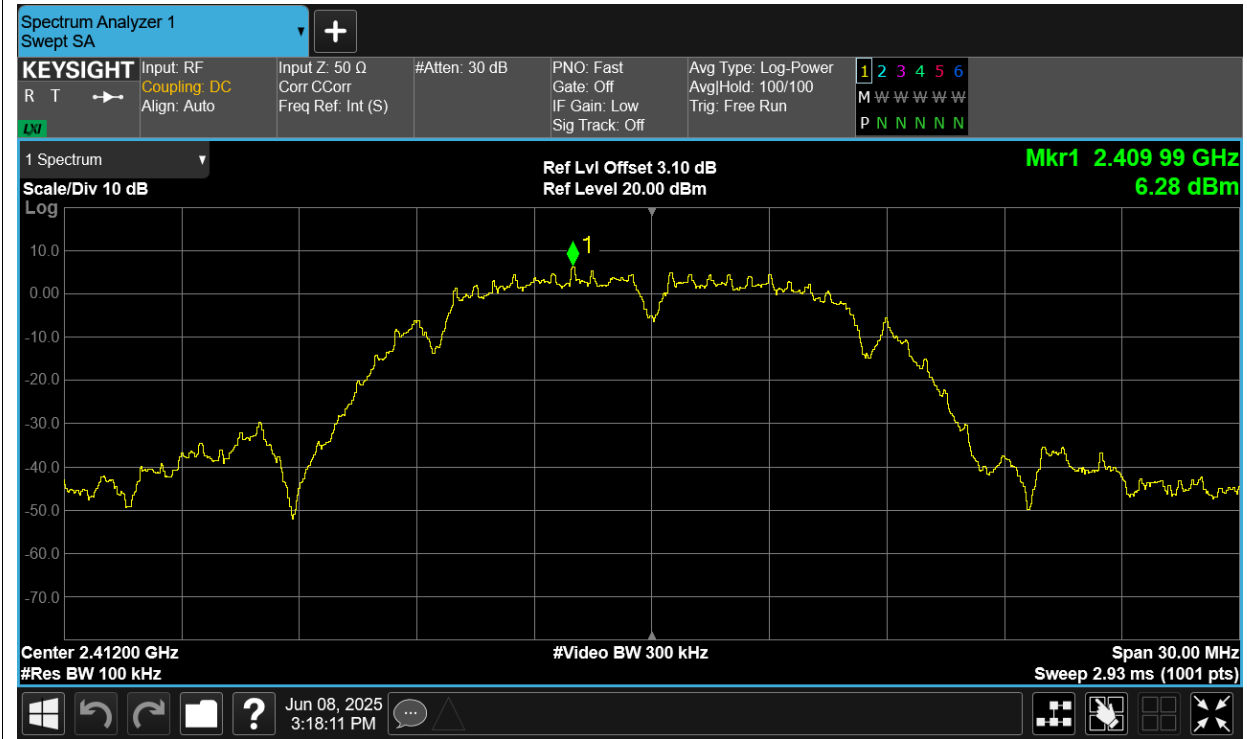 Spectrum Analyzer 1
Swept SA
+
KEYSIGHT
R T
LXI
Input: RF
Coupling: DC
Align: Auto
Input Z: 50 Ω
Corr CCorr
Freq Ref: Int (S)
#Atten: 30 dB
PNO: Fast
Gate: Off
IF Gain: Low
Sig Track: Off
Avg Type: Log-Power
Avg|Hold: 100/100
Trig: Free Run
1 2 3 4 5 6
M W W W W W
P N N N N N
1 Spectrum
Scale/Div 10 dB
Ref Lvl Offset 3.10 dB
Ref Level 20.00 dBm
Mkr1 2.409 99 GHz
6.28 dBm
Log
1
10.0
0.00
-10.0
-20.0
-30.0
-40.0
-50.0
-60.0
-70.0
Center 2.41200 GHz
#Video BW 300 kHz
Span 30.00 MHz
#Res BW 100 kHz
Sweep 2.93 ms (1001 pts)
?
Jun 08, 2025
3:18:11 PM